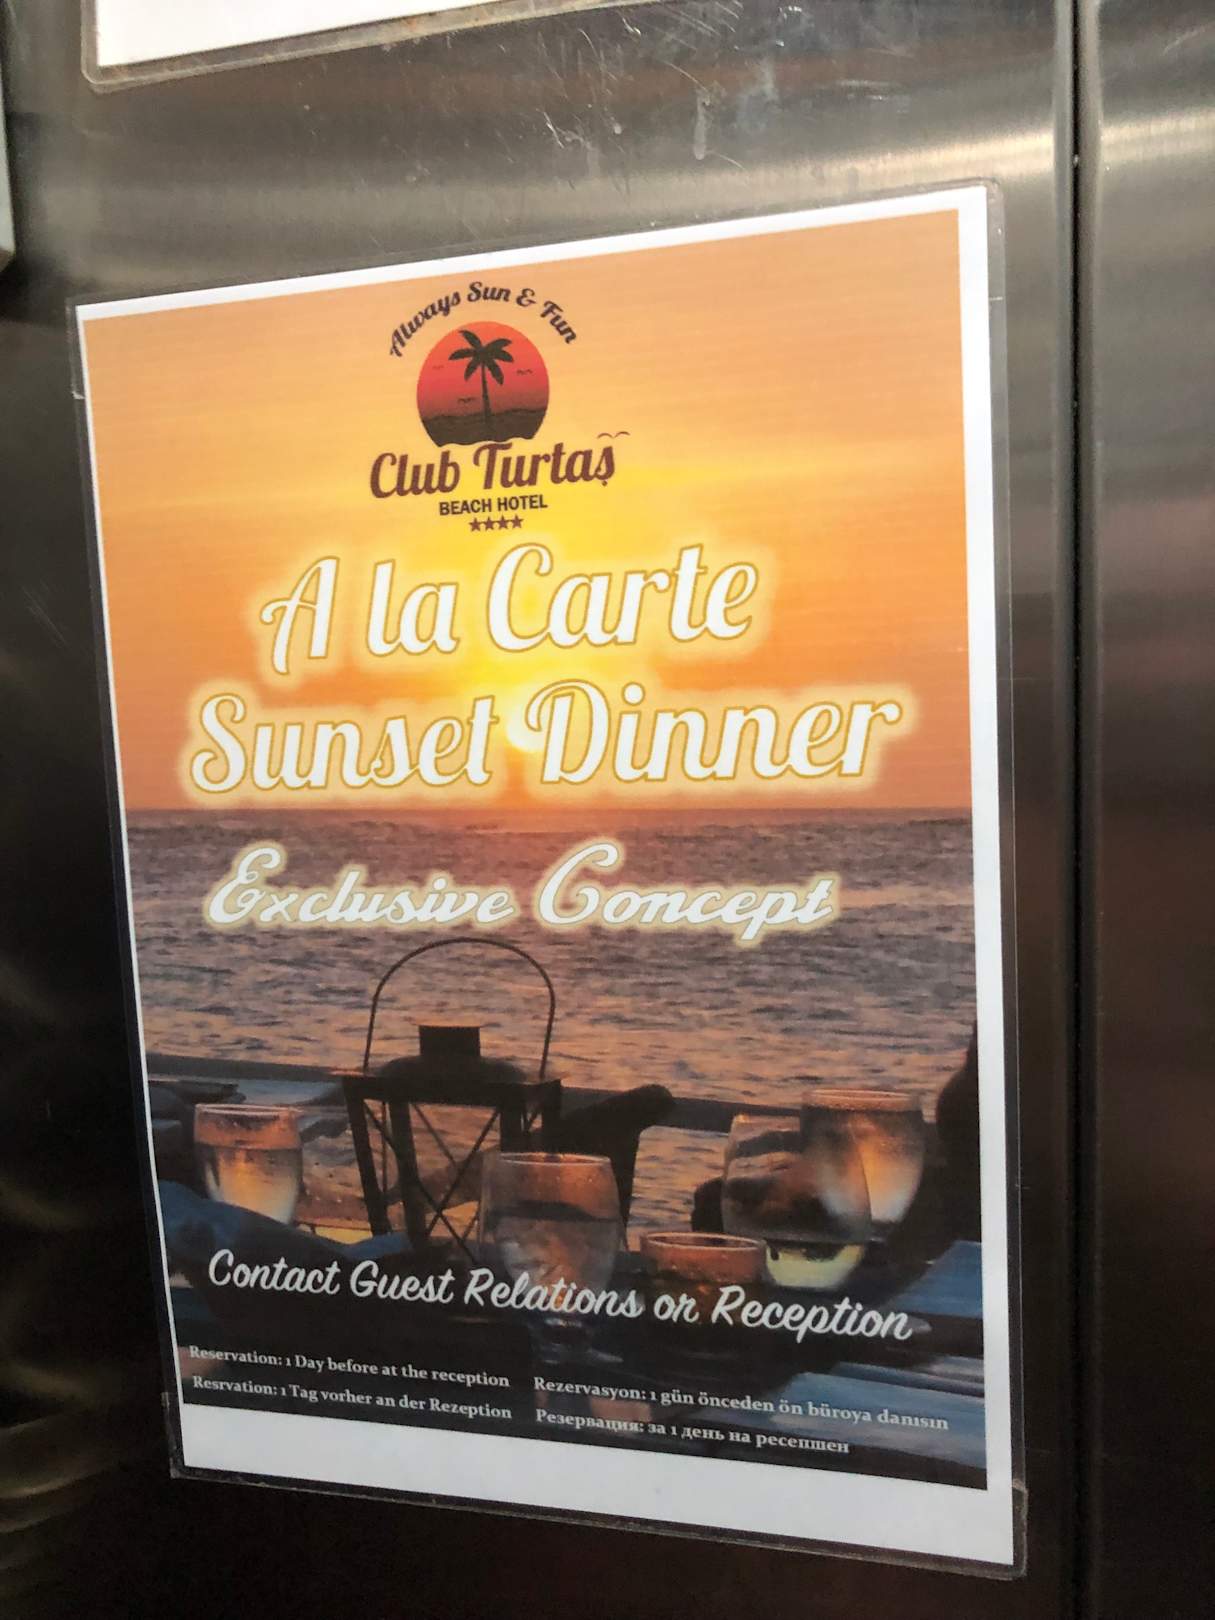 Always Sun & Fun
Club Turtaş
BEACH HOTEL
★★★★
A la Carte
Sunset Dinner
Exclusive Concept
Contact Guest Relations or Reception
Reservation: 1 Day before at the reception
Rezervasyon: 1 gün önceden ön büroya danısın
Resrvation: 1 Tag vorher an der Rezeption
Резервация: за 1 день на ресепшен